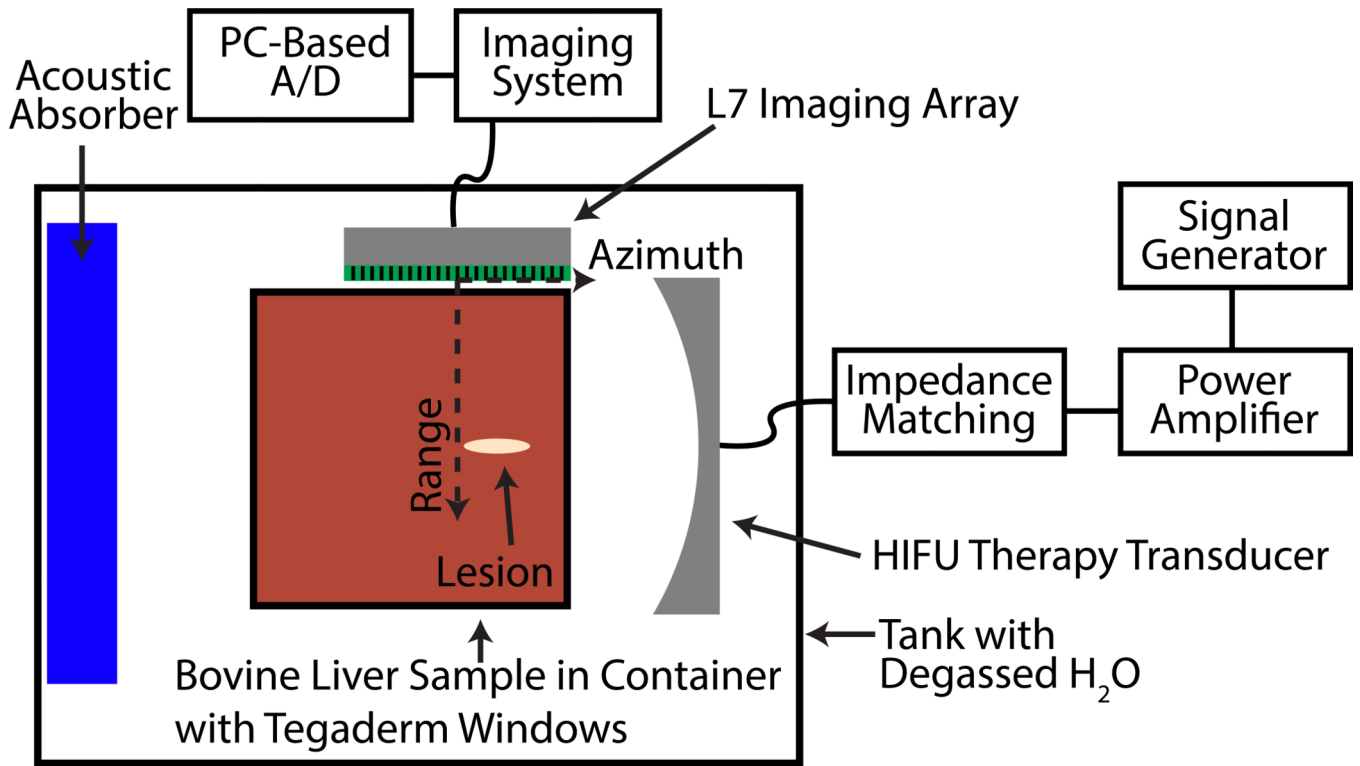 PC-Based
A/D
Imaging
System
Acoustic
Absorber
L7 Imaging Array
Azimuth
Signal
Generator
Impedance
Matching
Power
Amplifier
Range
Lesion
HIFU Therapy Transducer
Tank with
Degassed H₂O
Bovine Liver Sample in Container
with Tegaderm Windows